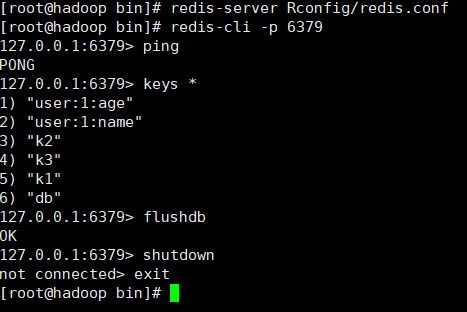 [root@hadoop bin]# redis-server Rconfig/redis.conf
[root@hadoop bin]# redis-cli -p 6379
127.0.0.1:6379> ping
PONG
127.0.0.1:6379> keys *
1) "user:1:age"
2) "user:1:name"
3) "k2"
4) "k3"
5) "k1"
6) "db"
127.0.0.1:6379> flushdb
OK
127.0.0.1:6379> shutdown
not connected> exit
[root@hadoop bin]#